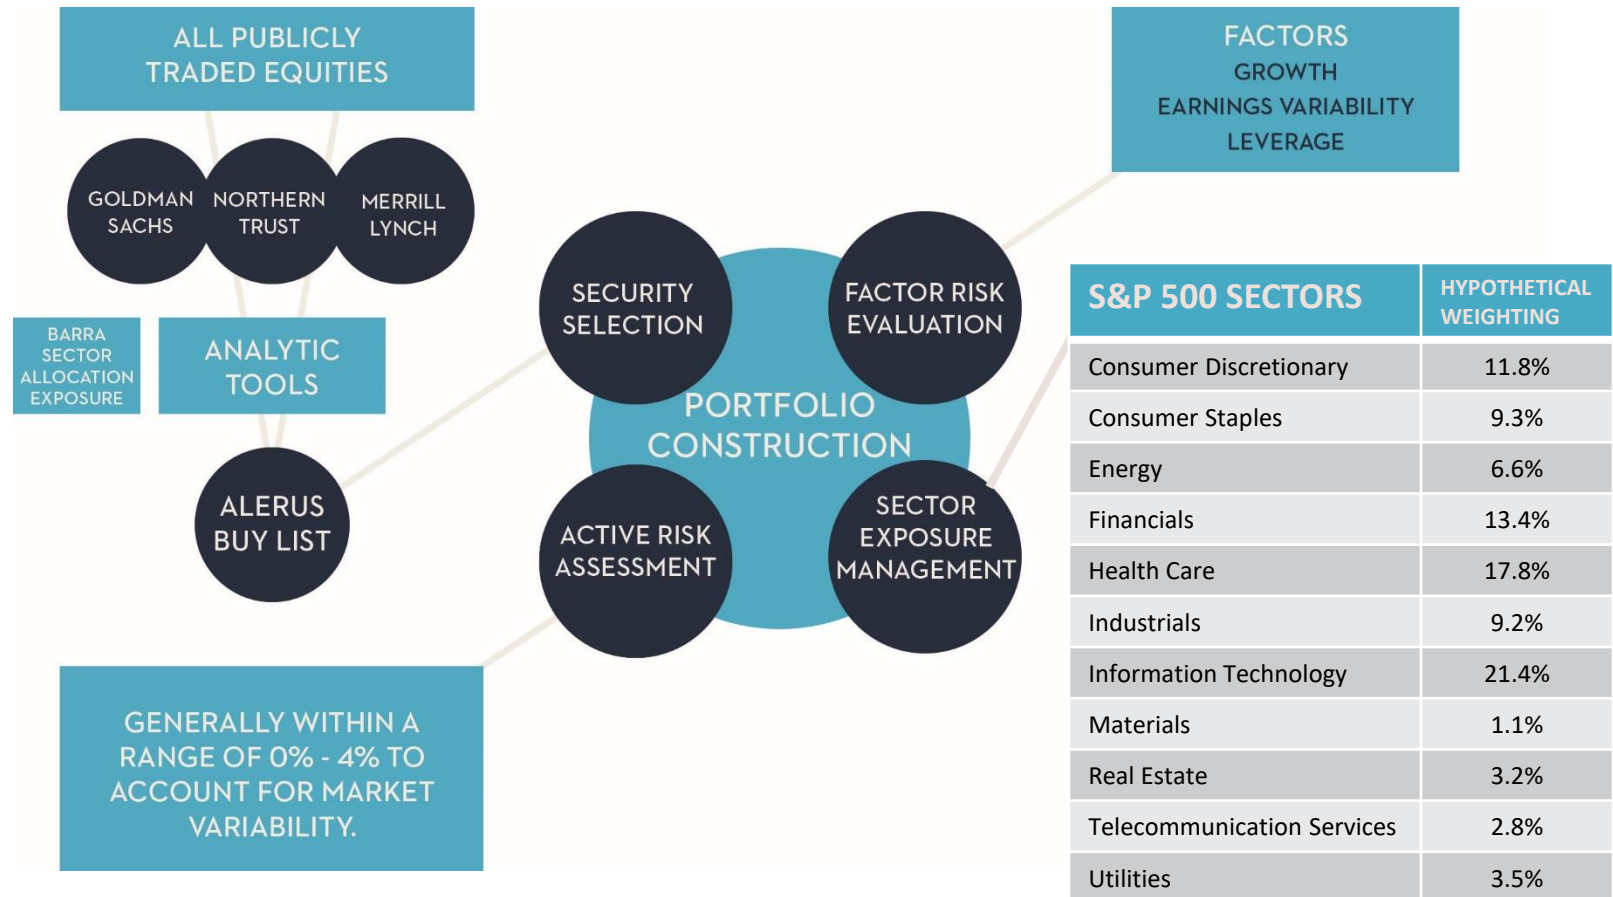 ALL PUBLICLY
TRADED EQUITIES
GOLDMAN
SACHS
NORTHERN
TRUST
MERRILL
LYNCH
BARRA
SECTOR
ALLOCATION
EXPOSURE
ANALYTIC
TOOLS
ALERUS
BUY LIST
SECURITY
SELECTION
FACTOR RISK
EVALUATION
PORTFOLIO
CONSTRUCTION
ACTIVE RISK
ASSESSMENT
SECTOR
EXPOSURE
MANAGEMENT
GENERALLY WITHIN A
RANGE OF 0% - 4% TO
ACCOUNT FOR MARKET
VARIABILITY.
FACTORS
GROWTH
EARNINGS VARIABILITY
LEVERAGE
S&P 500 SECTORS
HYPOTHETICAL
WEIGHTING
Consumer Discretionary 11.8%
Consumer Staples 9.3%
Energy 6.6%
Financials 13.4%
Health Care 17.8%
Industrials 9.2%
Information Technology 21.4%
Materials 1.1%
Real Estate 3.2%
Telecommunication Services 2.8%
Utilities 3.5%